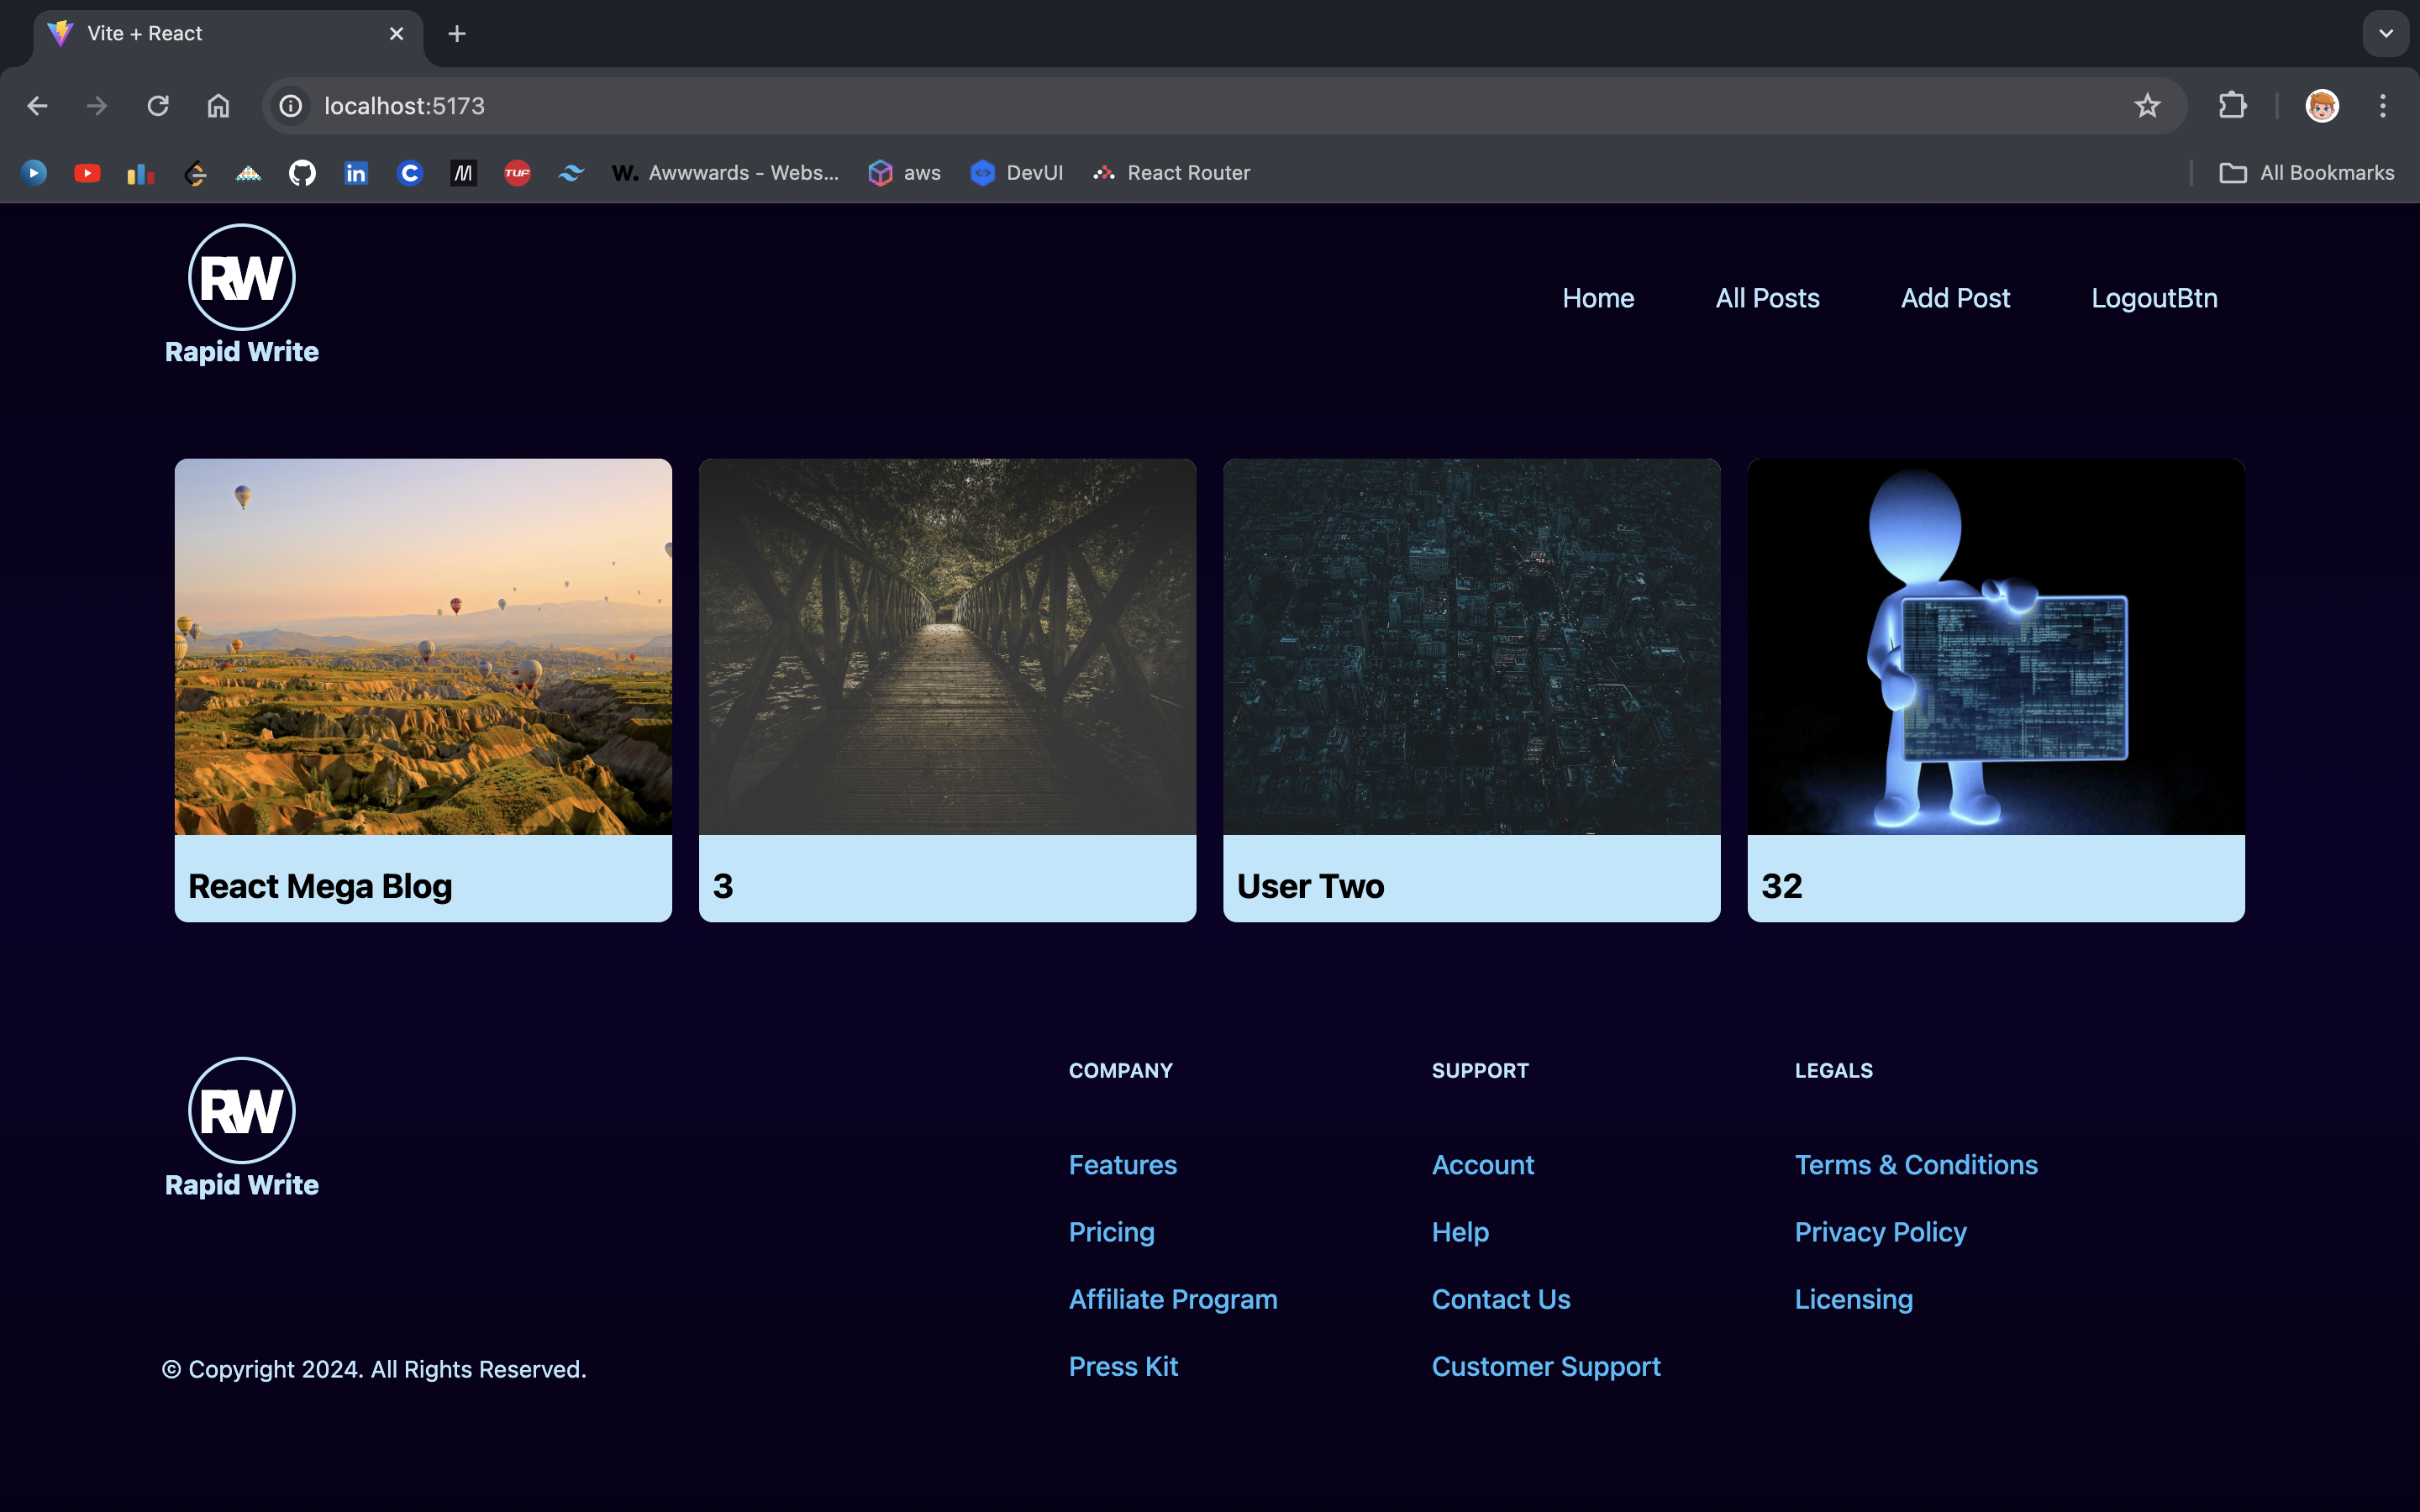 Vite + React
localhost:5173
TUF
W. Awwwards - Webs...
aws
DevUI
React Router
All Bookmarks
RW
Rapid Write
Home
All Posts
Add Post
LogoutBtn
React Mega Blog
3
User Two
32
RW
Rapid Write
© Copyright 2024. All Rights Reserved.
COMPANY
Features
Pricing
Affiliate Program
Press Kit
SUPPORT
Account
Help
Contact Us
Customer Support
LEGALS
Terms & Conditions
Privacy Policy
Licensing